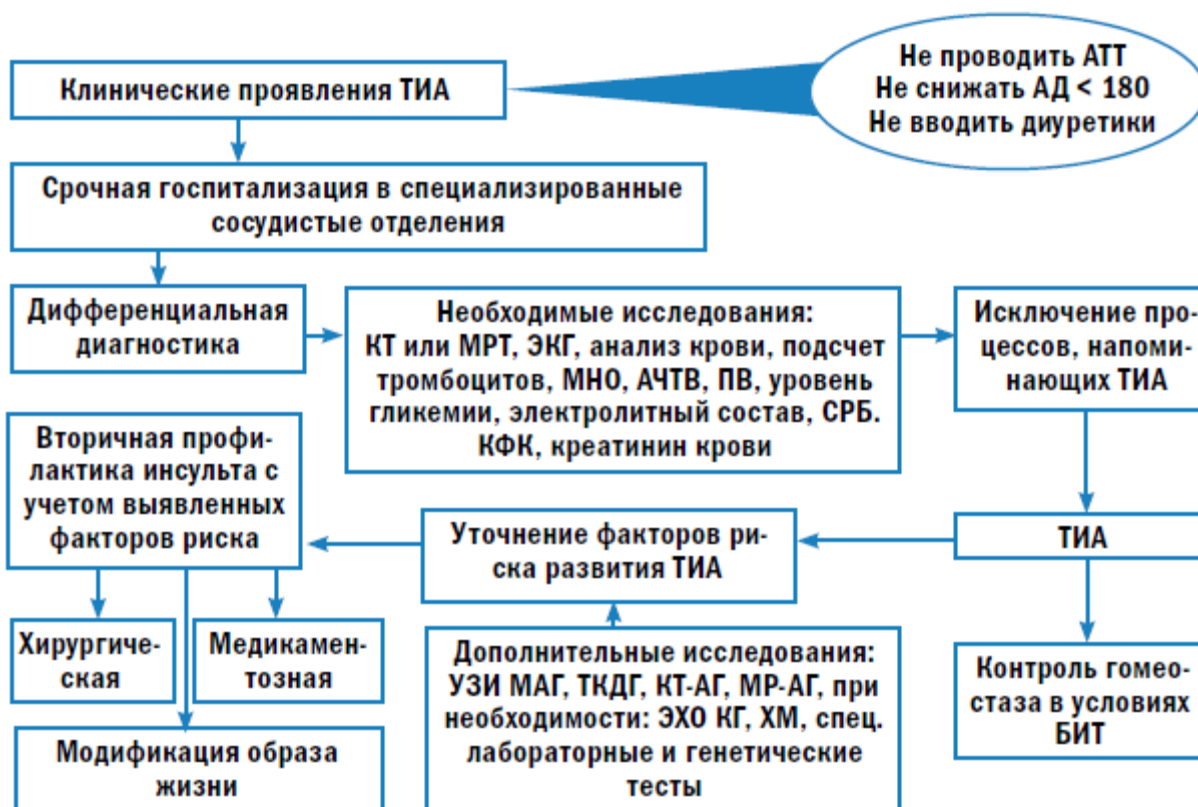 Не проводить АТТ
Не снижать АД < 180
Не вводить диуретики
Клинические проявления ТИА
Срочная госпитализация в специализированные
сосудистые отделения
Дифференциальная
диагностика
Необходимые исследования:
КТ или МРТ, ЭКГ, анализ крови, подсчет
тромбоцитов, МНО, АЧТВ, ПВ, уровень
гликемии, электролитный состав, СРБ.
КФК, креатинин крови
Исключение про-
цессов, напоми-
нающих ТИА
ТИА
Контроль гомео-
стаза в условиях
БИТ
Уточнение факторов ри-
ска развития ТИА
Дополнительные исследования:
УЗИ МАГ, ТКДГ, КТ-АГ, МР-АГ, при
необходимости: ЭХО КГ, ХМ, спец.
лабораторные и генетические
тесты
Вторичная профи-
лактика инсульта с
учетом выявленных
факторов риска
Хирургиче-
ская
Медикамен-
тозная
Модификация образа
жизни